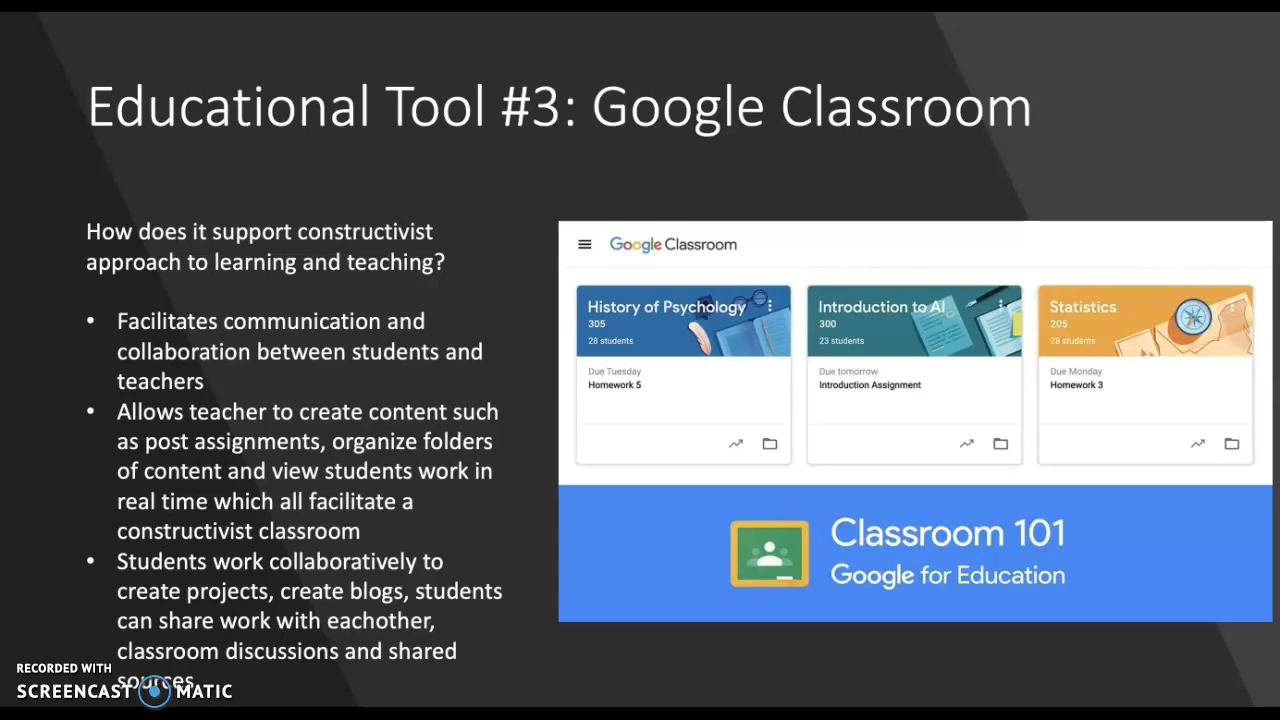 Educational Tool #3: Google Classroom
How does it support constructivist
approach to learning and teaching?
• Facilitates communication and
collaboration between students and
teachers
• Allows teacher to create content such
as post assignments, organize folders
of content and view students work in
real time which all facilitate a
constructivist classroom
• Students work collaboratively to
create projects, create blogs, students
can share work with eachother,
classroom discussions and shared
sources
Google Classroom
History of Psychology
305
28 students
Due Tuesday
Homework 5
Introduction to AI
300
23 students
Due tomorrow
Introduction Assignment
Statistics
205
28 students
Due Monday
Homework 3
Classroom 101
Google for Education
RECORDED WITH
SCREENCAST MATIC